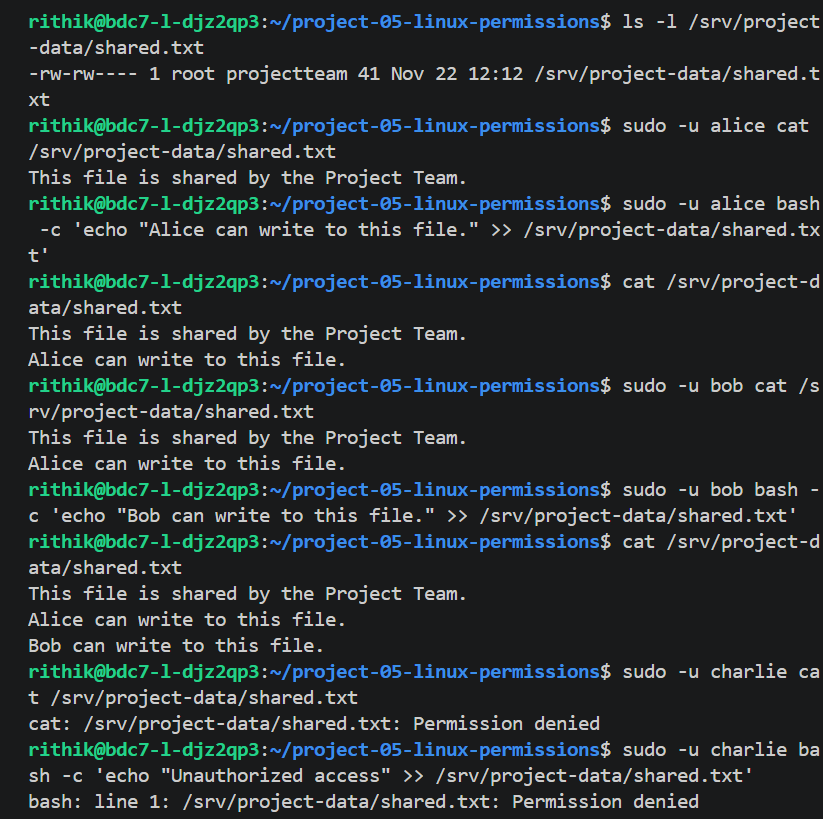 rithik@bdc7-l-djz2qp3:~/project-05-linux-permissions$ ls -l /srv/project
-data/shared.txt
-rw-rw---- 1 root projectteam 41 Nov 22 12:12 /srv/project-data/shared.t
xt
rithik@bdc7-l-djz2qp3:~/project-05-linux-permissions$ sudo -u alice cat
/srv/project-data/shared.txt
This file is shared by the Project Team.
rithik@bdc7-l-djz2qp3:~/project-05-linux-permissions$ sudo -u alice bash
 -c 'echo "Alice can write to this file." >> /srv/project-data/shared.tx
t'
rithik@bdc7-l-djz2qp3:~/project-05-linux-permissions$ cat /srv/project-d
ata/shared.txt
This file is shared by the Project Team.
Alice can write to this file.
rithik@bdc7-l-djz2qp3:~/project-05-linux-permissions$ sudo -u bob cat /s
rv/project-data/shared.txt
This file is shared by the Project Team.
Alice can write to this file.
rithik@bdc7-l-djz2qp3:~/project-05-linux-permissions$ sudo -u bob bash -
c 'echo "Bob can write to this file." >> /srv/project-data/shared.txt'
rithik@bdc7-l-djz2qp3:~/project-05-linux-permissions$ cat /srv/project-d
ata/shared.txt
This file is shared by the Project Team.
Alice can write to this file.
Bob can write to this file.
rithik@bdc7-l-djz2qp3:~/project-05-linux-permissions$ sudo -u charlie ca
t /srv/project-data/shared.txt
cat: /srv/project-data/shared.txt: Permission denied
rithik@bdc7-l-djz2qp3:~/project-05-linux-permissions$ sudo -u charlie ba
sh -c 'echo "Unauthorized access" >> /srv/project-data/shared.txt'
bash: line 1: /srv/project-data/shared.txt: Permission denied